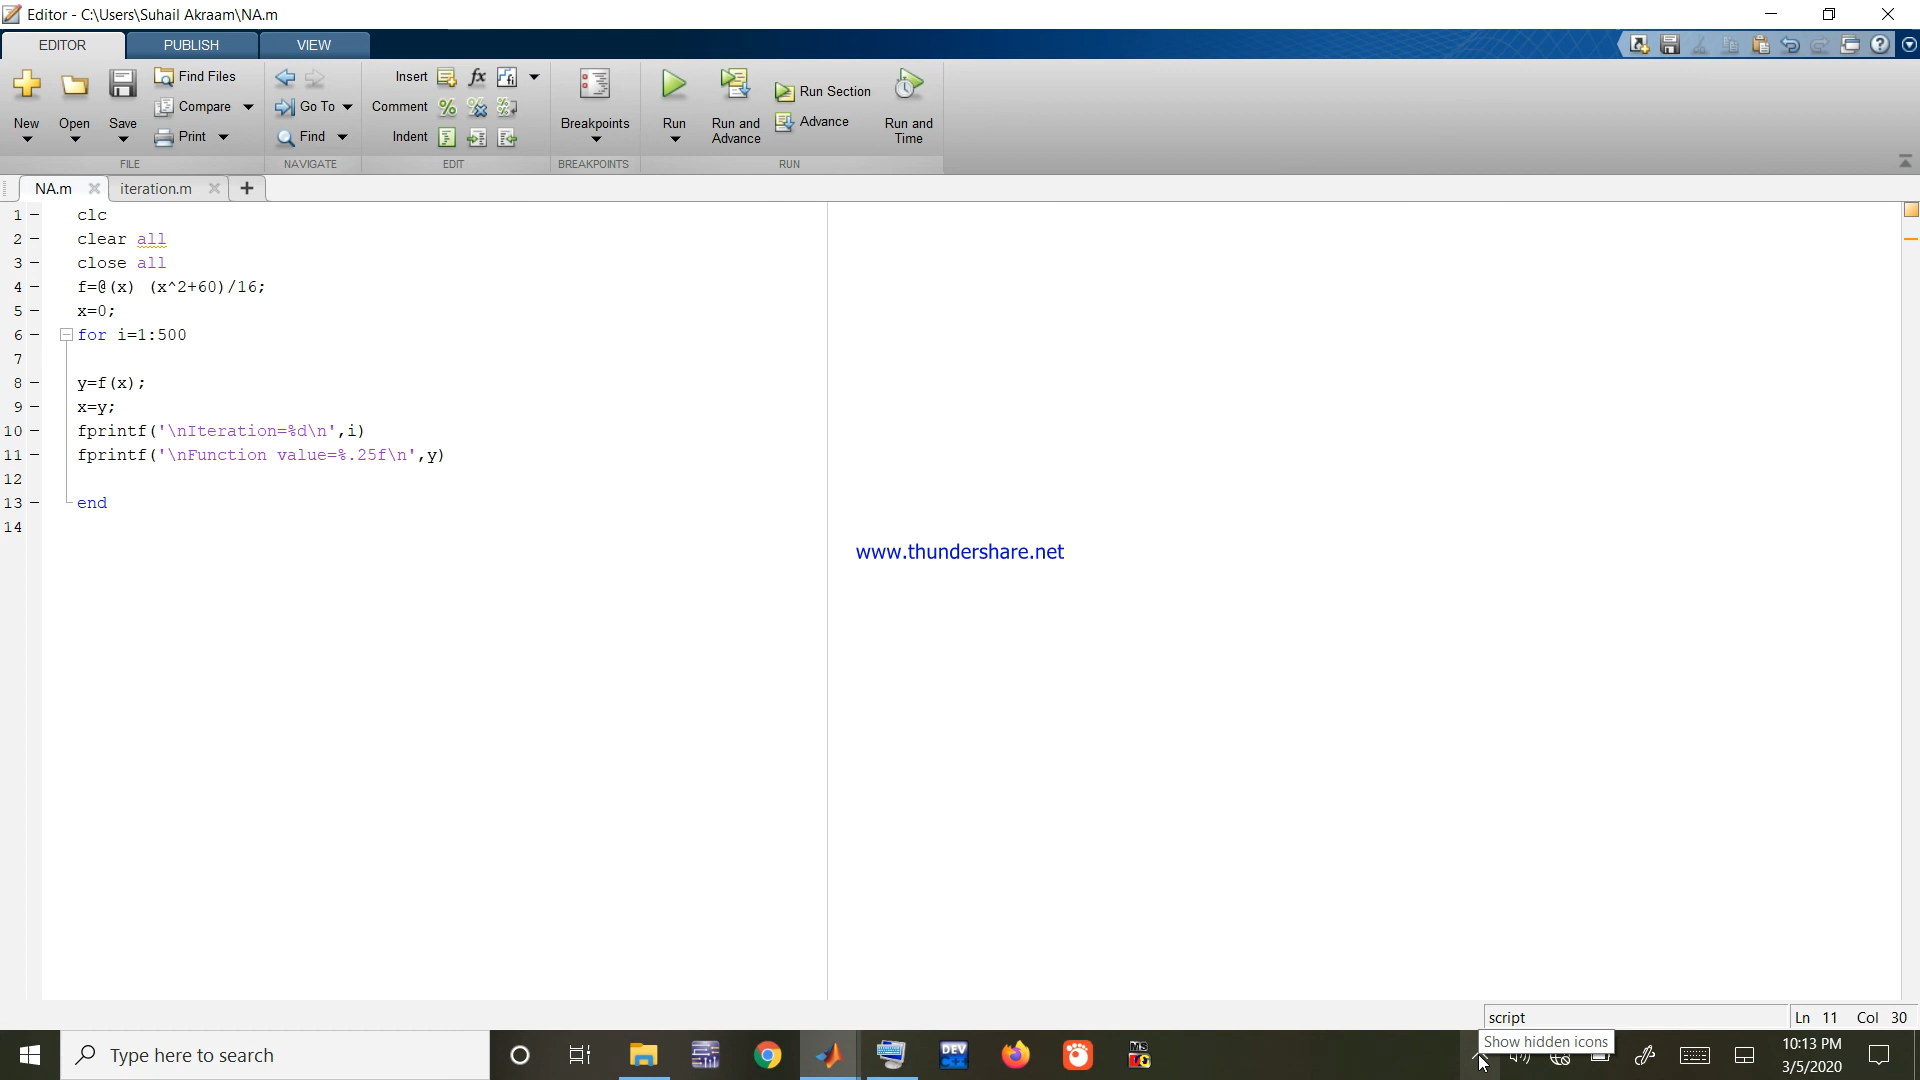 Editor - C:\Users\Suhail Akraam\NA.m
EDITOR PUBLISH VIEW
New
Open
Save
Find Files
Compare
Print
FILE
Go To
Find
NAVIGATE
Insert
Comment
Indent
EDIT
Breakpoints
BREAKPOINTS
Run
Run and
Advance
Run Section
Advance
Run and
Time
RUN
NA.m iteration.m
1 clc
2 clear all
3 close all
4 f=@(x) (x^2+60)/16;
5 x=0;
6 for i=1:500
7
8 y=f(x);
9 x=y;
10 fprintf('\nIteration=%d\n',i)
11 fprintf('\nFunction value=%.25f\n',y)
12
13 end
14
www.thundershare.net
script Ln 11 Col 30
Show hidden icons
Type here to search
DEV
C++
MS
10:13 PM
3/5/2020